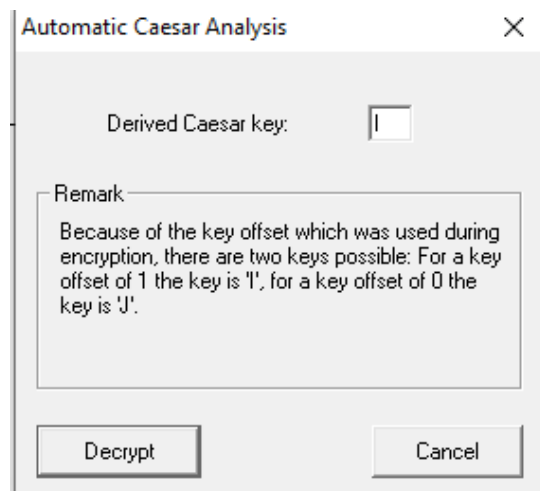 Automatic Caesar Analysis
Derived Caesar key:
I
Remark
Because of the key offset which was used during
encryption, there are two keys possible: For a key
offset of 1 the key is 'I', for a key offset of 0 the
key is 'J'.
Decrypt
Cancel